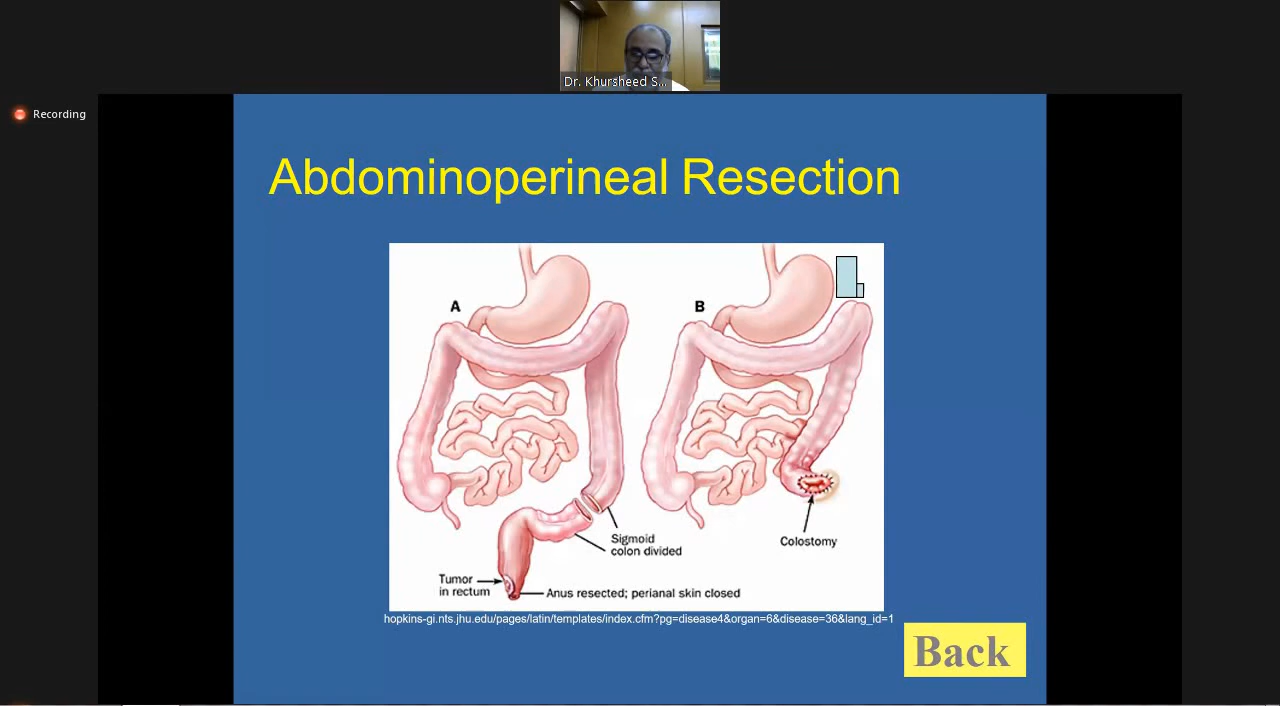 Dr. Khursheed S...
Recording
Abdominoperineal Resection
A
B
Sigmoid
colon divided
Colostomy
Tumor
in rectum
Anus resected; perianal skin closed
hopkins-gi.nts.jhu.edu/pages/latin/templates/index.cfm?pg=disease4&organ=6&disease=36&lang_id=1
Back